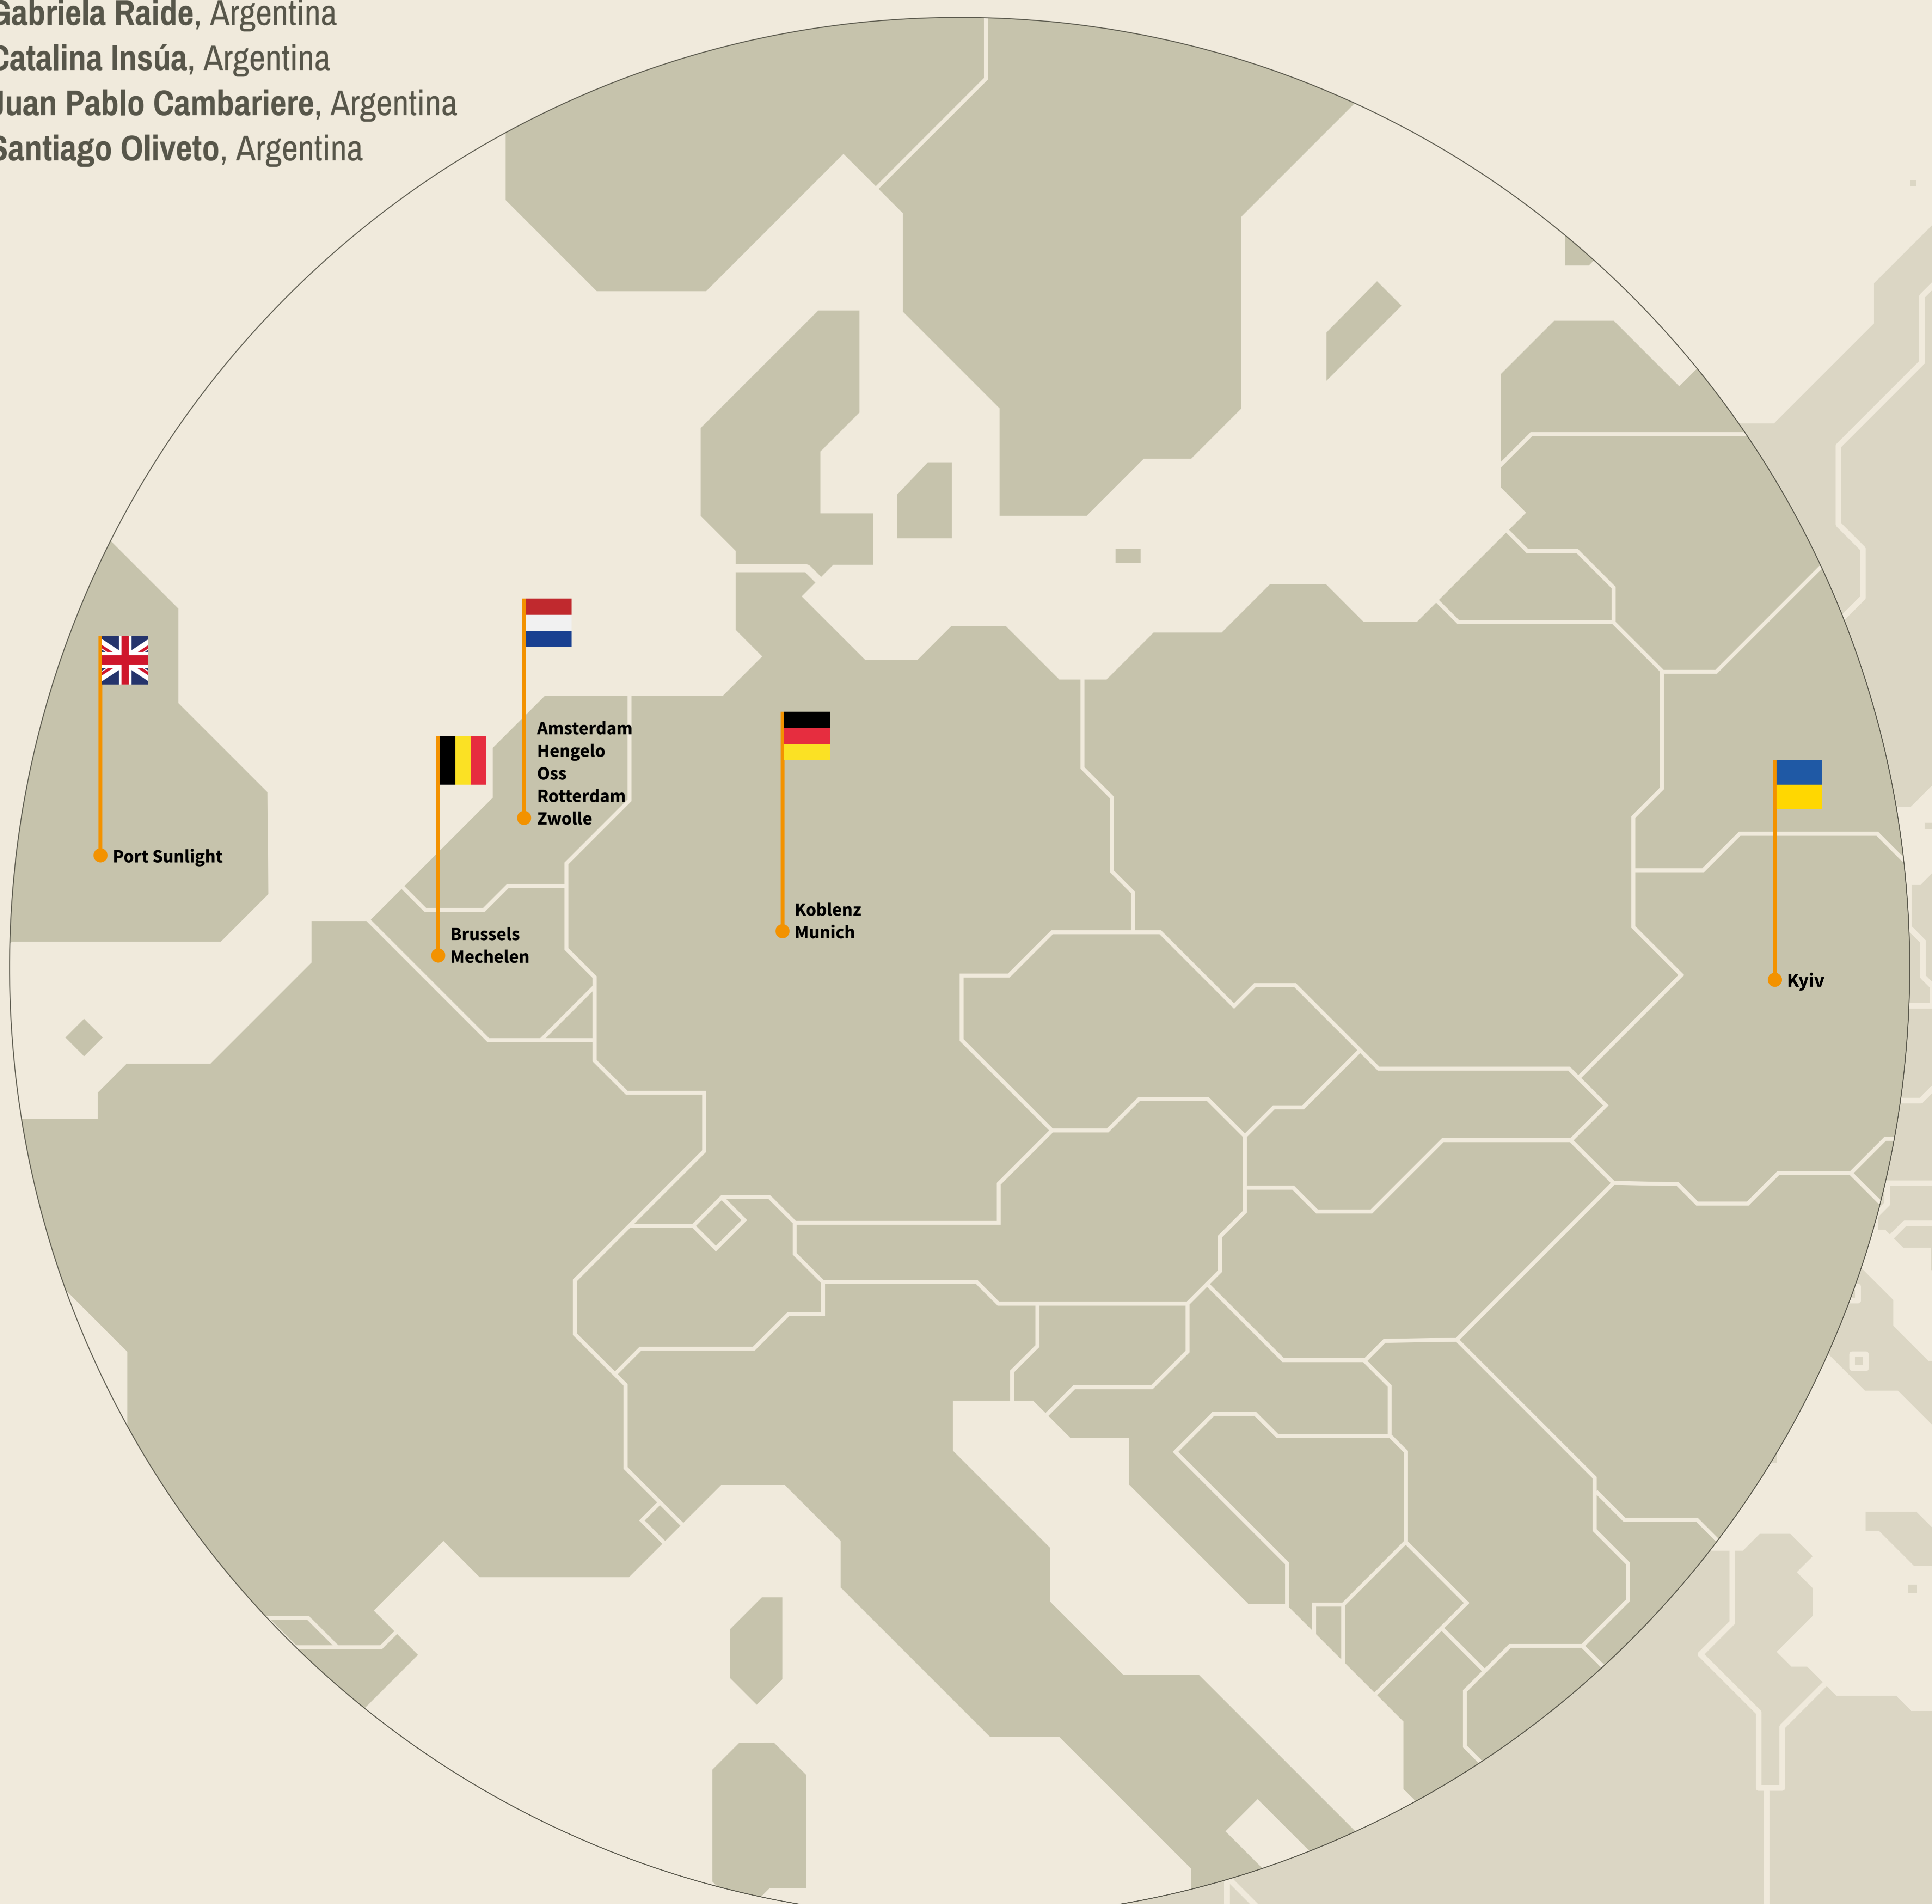 Gabriela Raide, Argentina
Catalina Insúa, Argentina
Juan Pablo Cambariere, Argentina
Santiago Oliveto, Argentina
Amsterdam
Hengelo
Oss
Rotterdam
Zwolle
Port Sunlight
Koblenz
Munich
Brussels
Mechelen
Kyiv